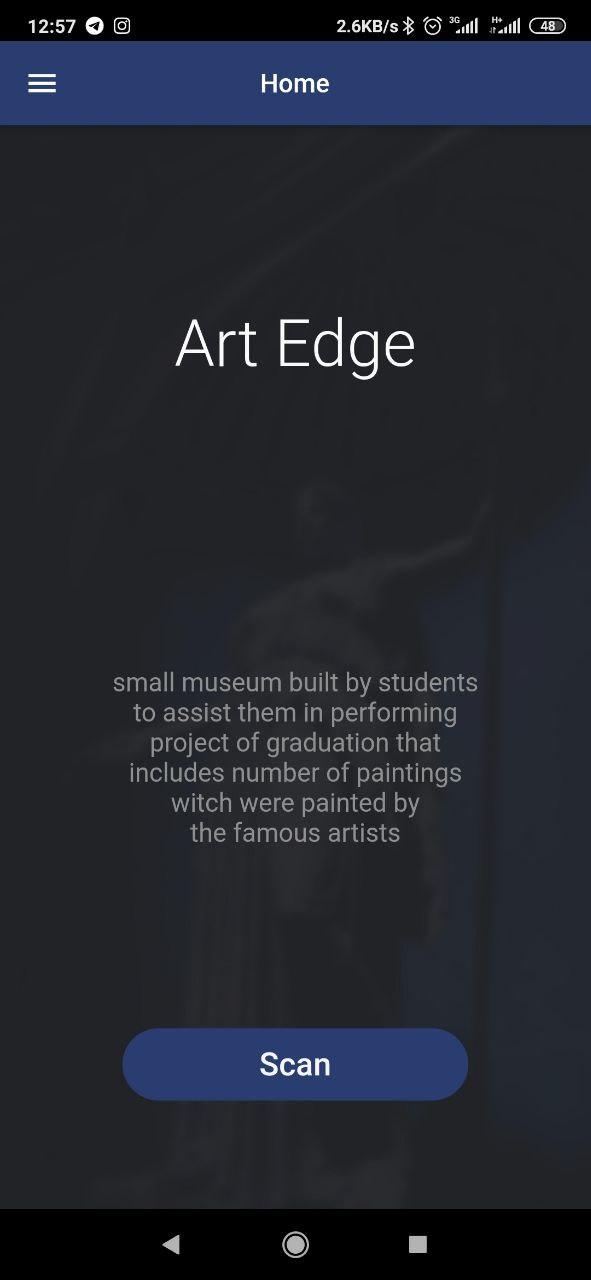 12:57 2.6KB/s 3G H+ 48
Home
Art Edge
small museum built by students
to assist them in performing
project of graduation that
includes number of paintings
witch were painted by
the famous artists
Scan